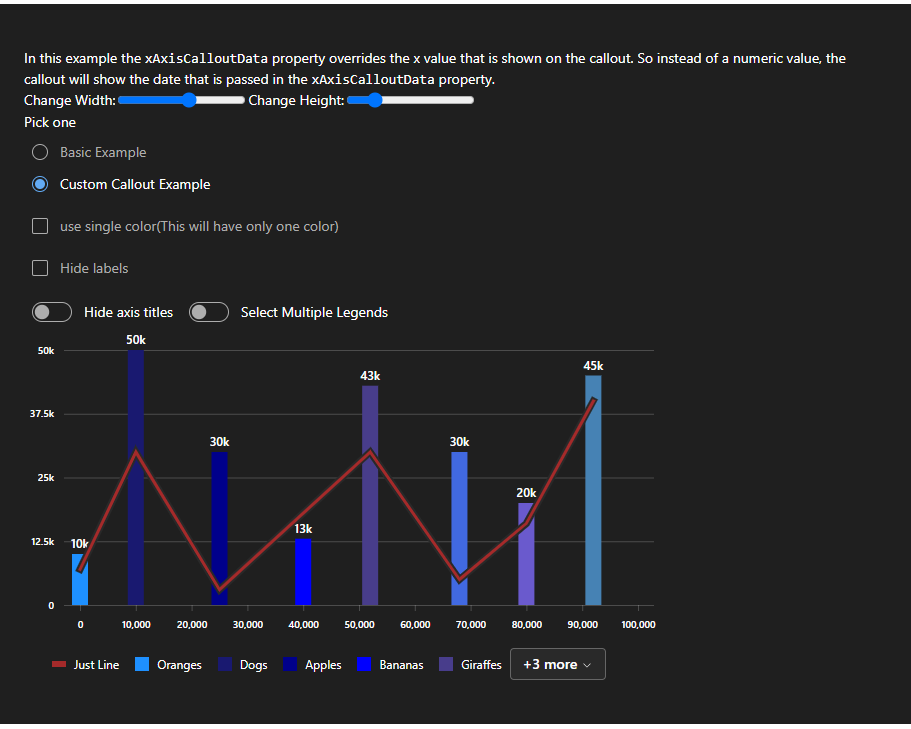 In this example the xAxisCalloutData property overrides the x value that is shown on the callout. So instead of a numeric value, the
callout will show the date that is passed in the xAxisCalloutData property.
Change Width: Change Height:
Pick one
Basic Example
Custom Callout Example
use single color(This will have only one color)
Hide labels
Hide axis titles Select Multiple Legends
50k
50k
45k
43k
37.5k
30k 30k
25k
20k
13k
12.5k
10k
0
0 10,000 20,000 30,000 40,000 50,000 60,000 70,000 80,000 90,000 100,000
Just Line Oranges Dogs Apples Bananas Giraffes +3 more